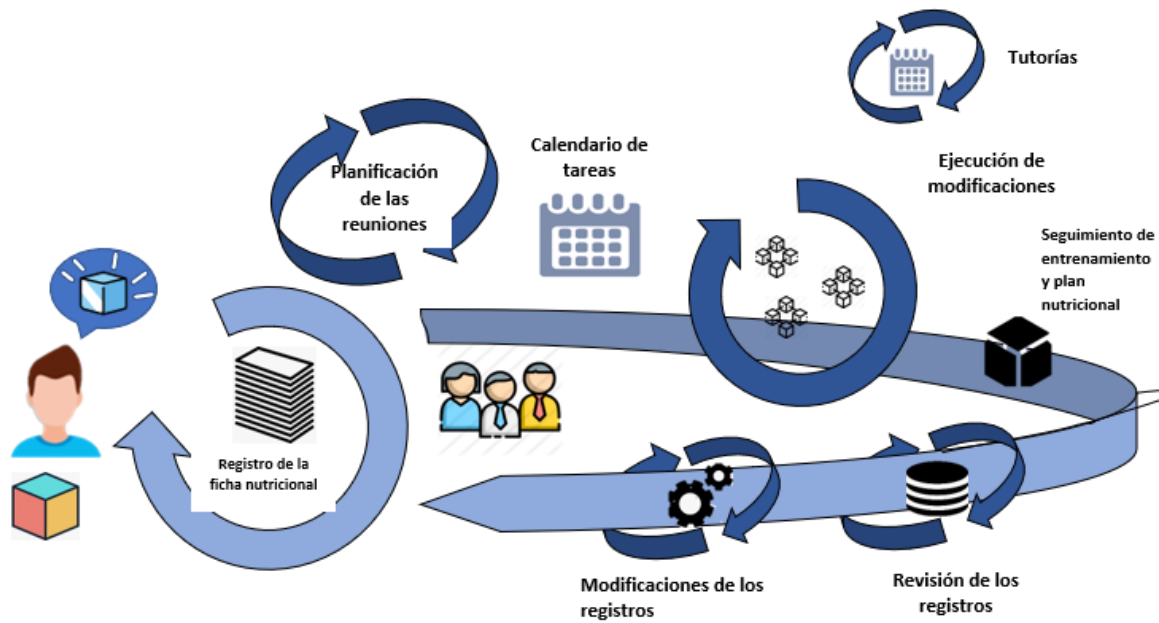 Tutorías
Calendario de
tareas
Ejecución de
modificaciones
Planificación
de las
reuniones
Seguimiento de
entrenamiento
y plan
nutricional
Registro de la
ficha nutricional
Modificaciones de los
registros
Revisión de los
registros